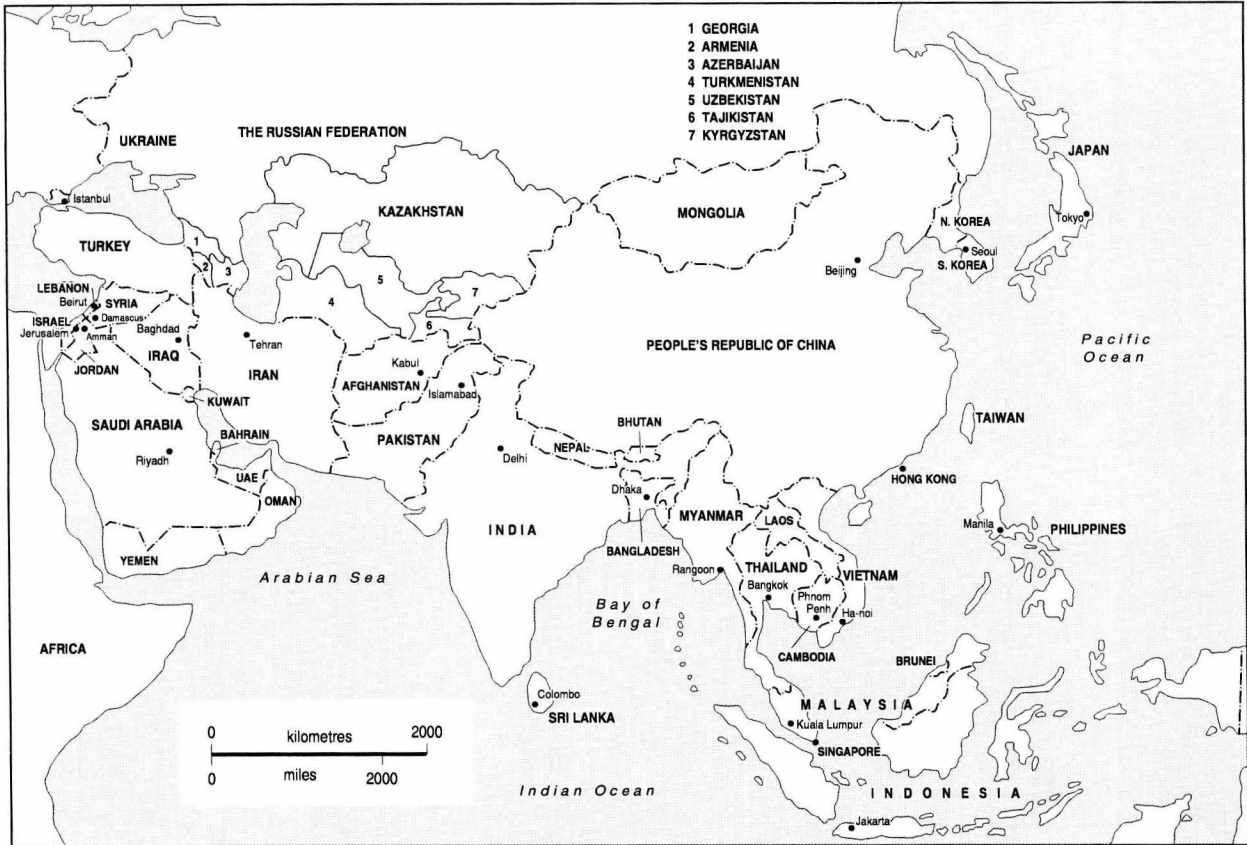 1 GEORGIA
2 ARMENIA
3 AZERBAIJAN
4 TURKMENISTAN
5 UZBEKISTAN
6 TAJIKISTAN
7 KYRGYZSTAN
UKRAINE
THE RUSSIAN FEDERATION
JAPAN
Istanbul
KAZAKHSTAN
MONGOLIA
Tokyo
N. KOREA
TURKEY
1
Seoul
S. KOREA
2
3
Beijing
5
7
LEBANON
Beirut
SYRIA
4
Damascus
ISRAEL
Jerusalem
Amman
Baghdad
Tehran
6
PEOPLE'S REPUBLIC OF CHINA
Pacific
Ocean
IRAQ
JORDAN
IRAN
Kabul
AFGHANISTAN
Islamabad
KUWAIT
SAUDI ARABIA
BAHRAIN
PAKISTAN
BHUTAN
TAIWAN
Riyadh
NEPAL
Delhi
UAE
HONG KONG
OMAN
Dhaka
INDIA
MYANMAR
LAOS
Manila
PHILIPPINES
BANGLADESH
YEMEN
Arabian Sea
Rangoon
THAILAND
VIETNAM
Bangkok
Phnom
Penh
Ha-noi
Bay of
Bengal
AFRICA
CAMBODIA
BRUNEI
Colombo
SRI LANKA
MALAYSIA
Kuala Lumpur
SINGAPORE
0 kilometres 2000
0 miles 2000
Indian Ocean
INDONESIA
Jakarta